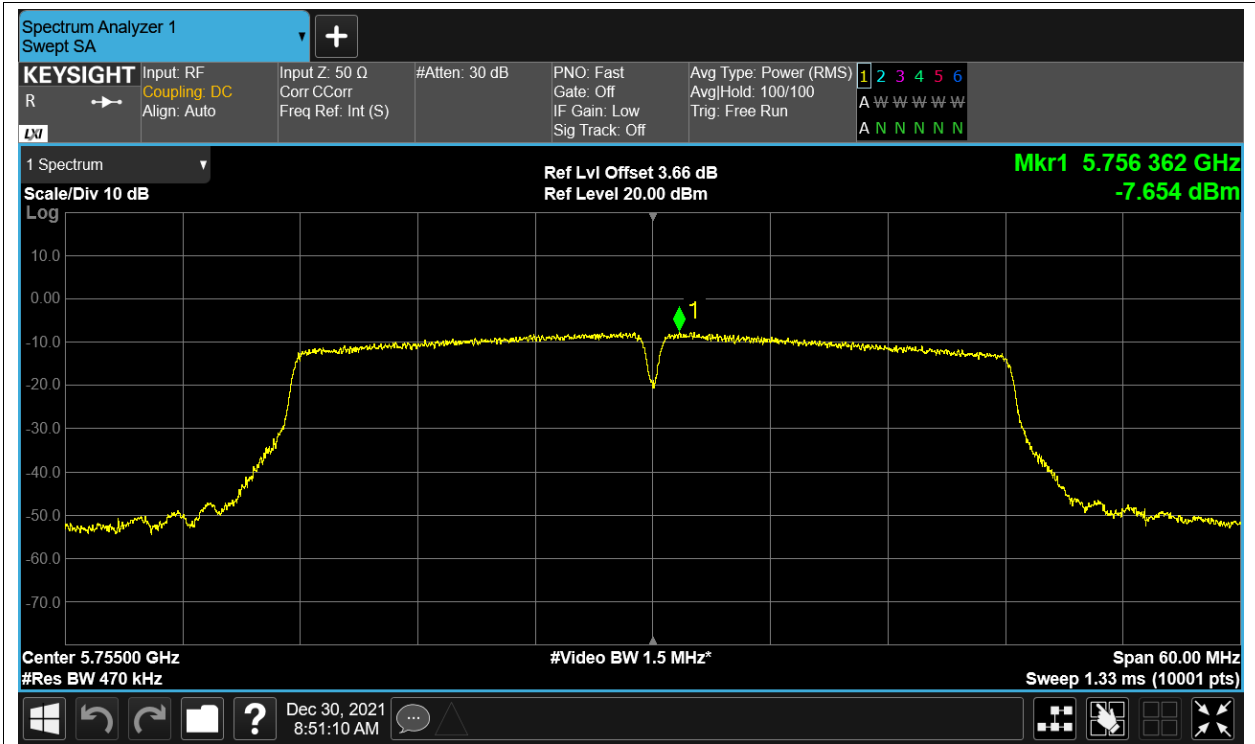 Spectrum Analyzer 1
Swept SA
+
KEYSIGHT
R
LXI
Input: RF
Coupling: DC
Align: Auto
Input Z: 50 Ω
Corr CCorr
Freq Ref: Int (S)
#Atten: 30 dB
PNO: Fast
Gate: Off
IF Gain: Low
Sig Track: Off
Avg Type: Power (RMS)
Avg|Hold: 100/100
Trig: Free Run
1 2 3 4 5 6
A W W W W W
A N N N N N
1 Spectrum
Scale/Div 10 dB
Log
Ref Lvl Offset 3.66 dB
Ref Level 20.00 dBm
Mkr1 5.756 362 GHz
-7.654 dBm
10.0
0.00
1
-10.0
-20.0
-30.0
-40.0
-50.0
-60.0
-70.0
Center 5.75500 GHz
#Res BW 470 kHz
#Video BW 1.5 MHz*
Span 60.00 MHz
Sweep 1.33 ms (10001 pts)
?
Dec 30, 2021
8:51:10 AM